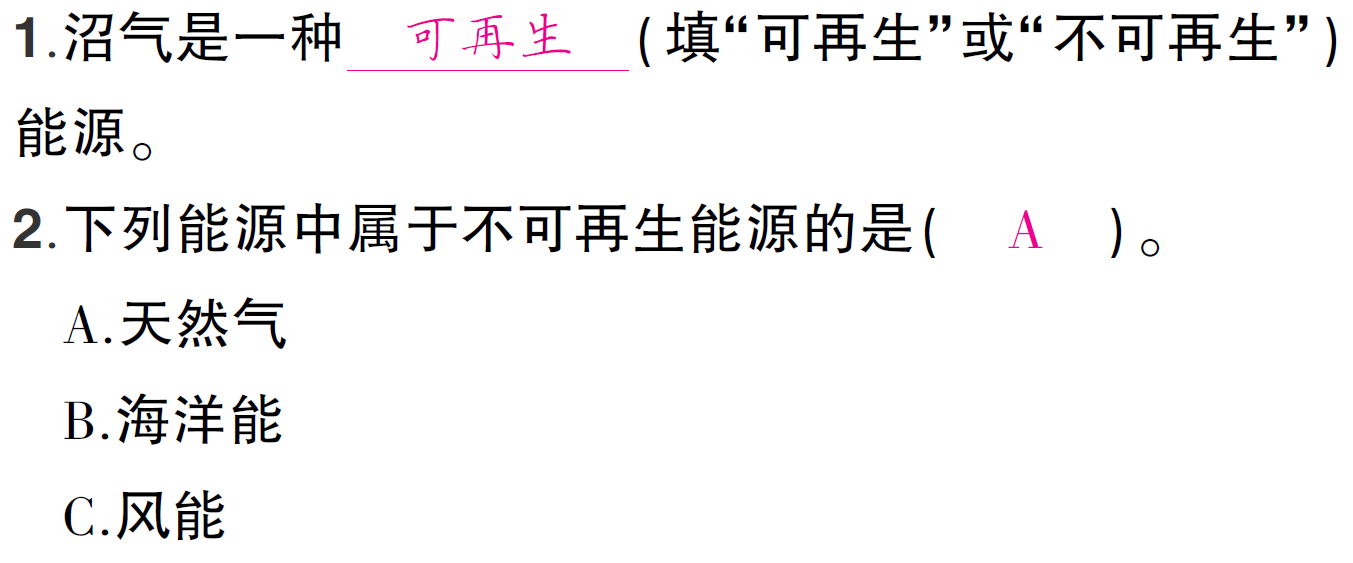 1.沼气是一种 可再生 (填“可再生”或“不可再生”)
能源。
2.下列能源中属于不可再生能源的是( A )。
A.天然气
B.海洋能
C.风能